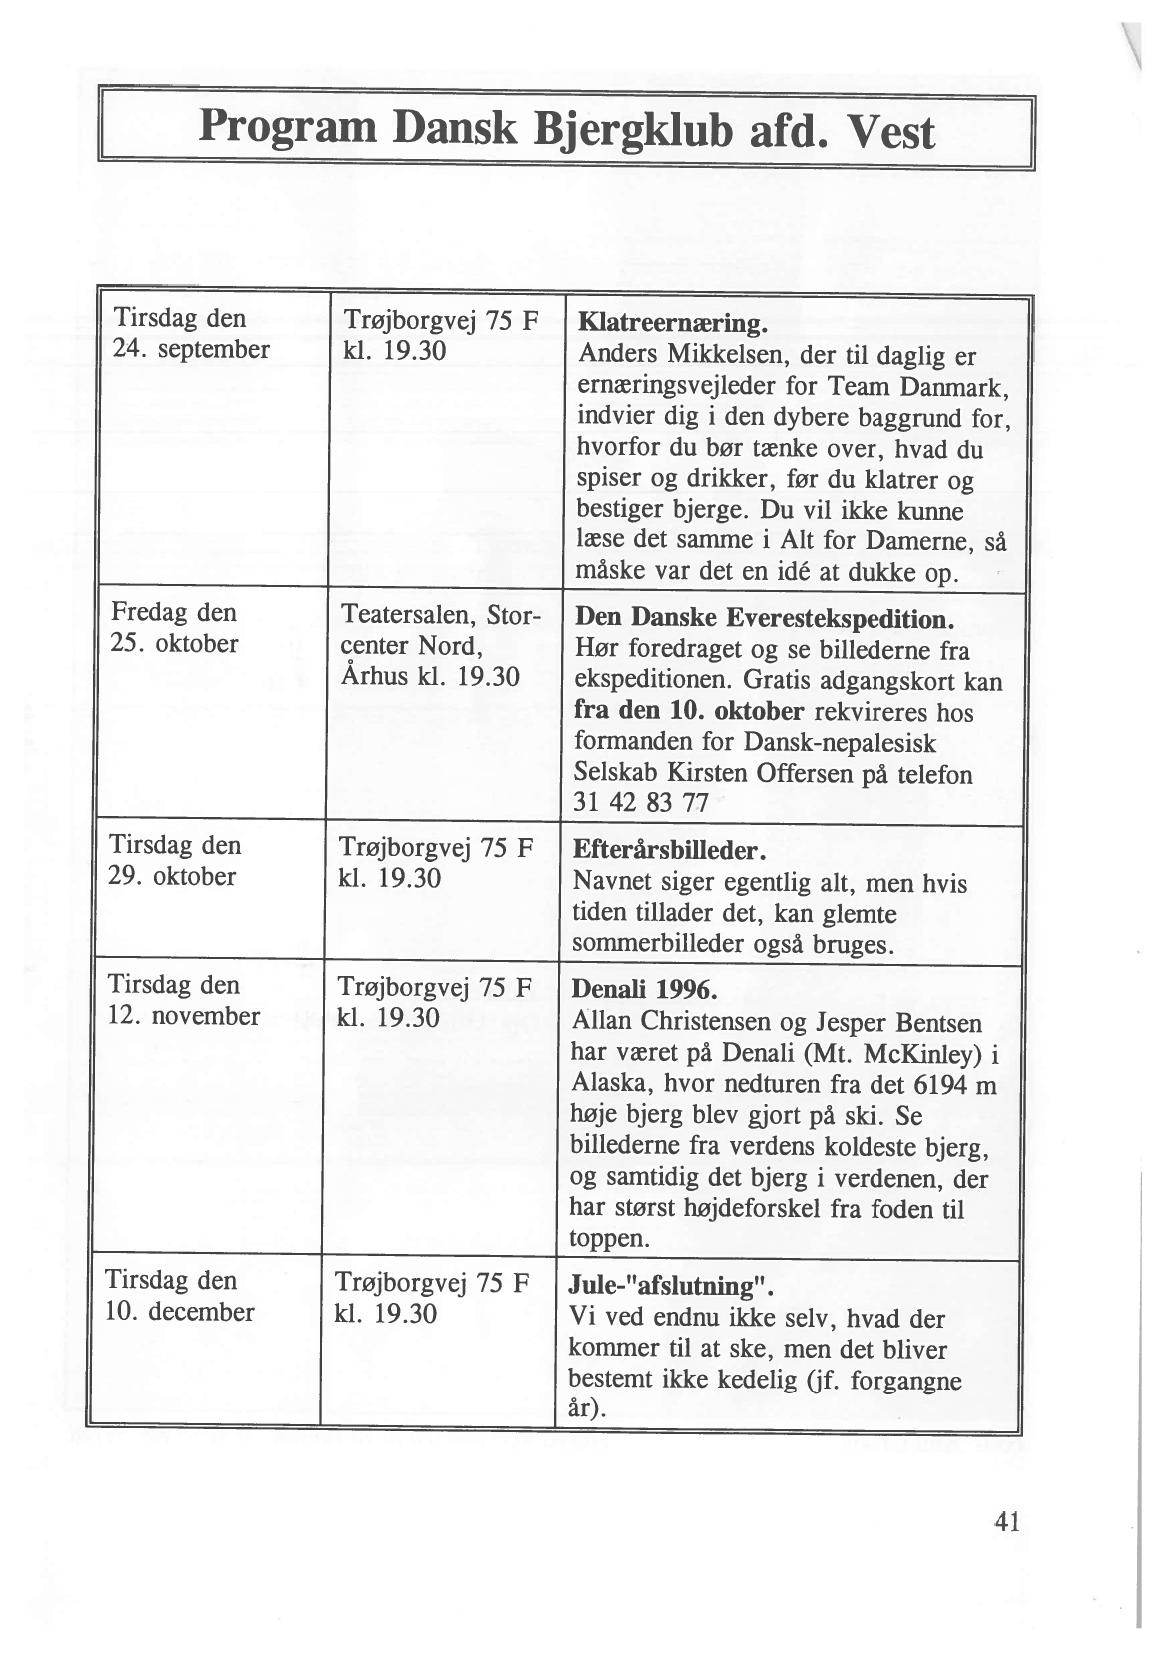 Program Dansk Bjergklub afd. Vest
Tirsdag den
24. september
Trøjborgvej 75 F
kl. 19.30
Klatreernæring.
Anders Mikkelsen, der til daglig er
ernæringsvejleder for Team Danmark,
indvier dig i den dybere baggrund for,
hvorfor du bør tænke over, hvad du
spiser og drikker, før du klatrer og
bestiger bjerge. Du vil ikke kunne
læse det samme i Alt for Damerne, så
måske var det en idé at dukke op.
Fredag den
25. oktober
Teatersalen, Stor-
center Nord,
Århus kl. 19.30
Den Danske Everestekspedition.
Hør foredraget og se billederne fra
ekspeditionen. Gratis adgangskort kan
fra den 10. oktober rekvireres hos
formanden for Dansk-nepalesisk
Selskab Kirsten Offersen på telefon
31 42 83 77
Tirsdag den
29. oktober
Trøjborgvej 75 F
kl. 19.30
Efterårsbilleder.
Navnet siger egentlig alt, men hvis
tiden tillader det, kan glemte
sommerbilleder også bruges.
Tirsdag den
12. november
Trøjborgvej 75 F
kl. 19.30
Denali 1996.
Allan Christensen og Jesper Bentsen
har været på Denali (Mt. McKinley) i
Alaska, hvor nedturen fra det 6194 m
høje bjerg blev gjort på ski. Se
billederne fra verdens koldeste bjerg,
og samtidig det bjerg i verdenen, der
har størst højdeforskel fra foden til
toppen.
Tirsdag den
10. december
Trøjborgvej 75 F
kl. 19.30
Jule-"afslutning".
Vi ved endnu ikke selv, hvad der
kommer til at ske, men det bliver
bestemt ikke kedelig (jf. forgangne
år).
41